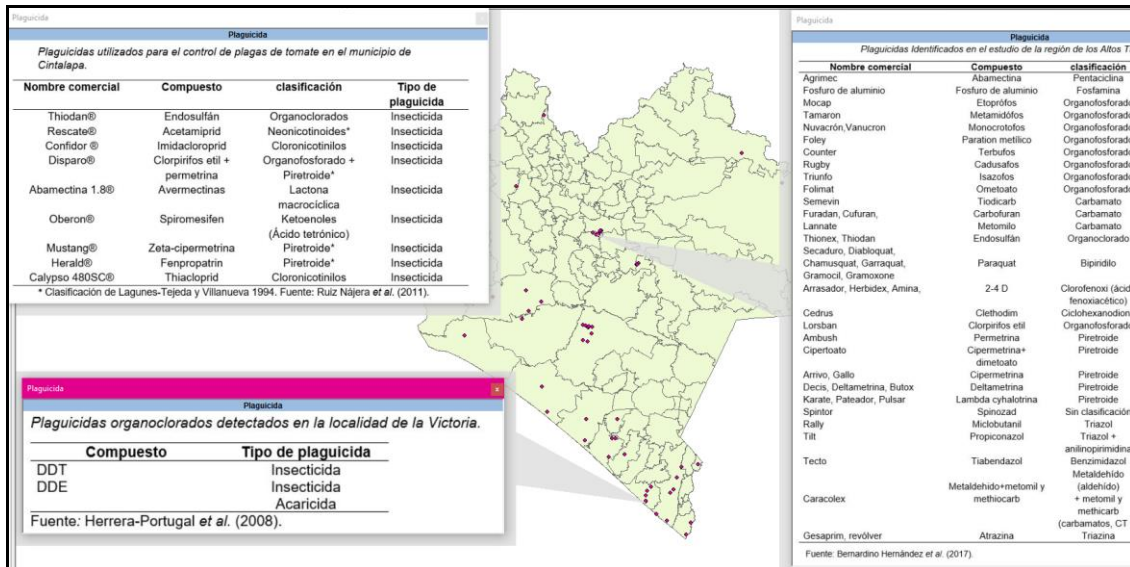 Plaguicida
x
Plaguicida
Plaguicidas utilizados para el control de plagas de tomate en el municipio de
Cintalapa.
Nombre comercial Compuesto clasificación Tipo de
plaguicida
Thiodan® Endosulfán Organoclorados Insecticida
Rescate® Acetamiprid Neonicotinoides* Insecticida
Confidor ® Imidacloroprid Cloronicotinilos Insecticida
Disparo® Clorpirifos etil + Organofosforado + Insecticida
permetrina Piretroide*
Abamectina 1.8® Avermectinas Lactona Insecticida
macrocíclica
Oberon® Spiromesifen Ketoenoles Insecticida
(Ácido tetrónico)
Mustang® Zeta-cipermetrina Piretroide* Insecticida
Herald® Fenpropatrin Piretroide* Insecticida
Calypso 480SC® Thiacloprid Cloronicotinilos Insecticida
* Clasificación de Lagunes-Tejeda y Villanueva 1994. Fuente: Ruiz Nájera et al. (2011).
Plaguicida
x
Plaguicida
Plaguicidas organoclorados detectados en la localidad de la Victoria.
Compuesto Tipo de plaguicida
DDT Insecticida
DDE Insecticida
Acaricida
Fuente: Herrera-Portugal et al. (2008).
Plaguicida
Plaguicida
Plaguicidas Identificados en el estudio de la región de los Altos T
Nombre comercial Compuesto clasificación
Agrimec Abamectina Pentaciclina
Fosfuro de aluminio Fosfuro de aluminio Fosfamina
Mocap Etoprófos Organofosforado
Tamaron Metamidófos Organofosforado
Nuvacrón,Vanucron Monocrotofos Organofosforado
Foley Paration metílico Organofosforado
Counter Terbufos Organofosforado
Rugby Cadusafos Organofosforado
Triunfo Isazofos Organofosforado
Folimat Ometoato Organofosforado
Semevin Tiodicarb Carbamato
Furadan, Cufuran, Carbofuran Carbamato
Lannate Metomilo Carbamato
Thionex, Thiodan Endosulfán Organoclorado
Secaduro, Diabloquat,
Chamusquat, Garraquat, Paraquat Bipiridilo
Gramocil, Gramoxone
Arrasador, Herbidex, Amina, 2-4 D Clorofenoxi (ácid
fenoxiacético)
Cedrus Clethodim Ciclohexanodion
Lorsban Clorpirifos etil Organofosforado
Ambush Permetrina Piretroide
Cipertoato Cipermetrina+ Piretroide
dimetoato
Arrivo, Gallo Cipermetrina Piretroide
Decis, Deltametrina, Butox Deltametrina Piretroide
Karate, Pateador, Pulsar Lambda cyhalotrina Piretroide
Spintor Spinozad Sin clasificación
Rally Miclobutanil Triazol
Tilt Propiconazol Triazol +
anilinopirimidina
Tecto Tiabendazol Benzimidazol
Metaldehído
Metaldehido+metomil y (aldehído)
Caracolex methiocarb + metomil y
methicarb
(carbamatos, CT
Gesaprim, revólver Atrazina Triazina
Fuente: Bernardino Hernández et al. (2017).